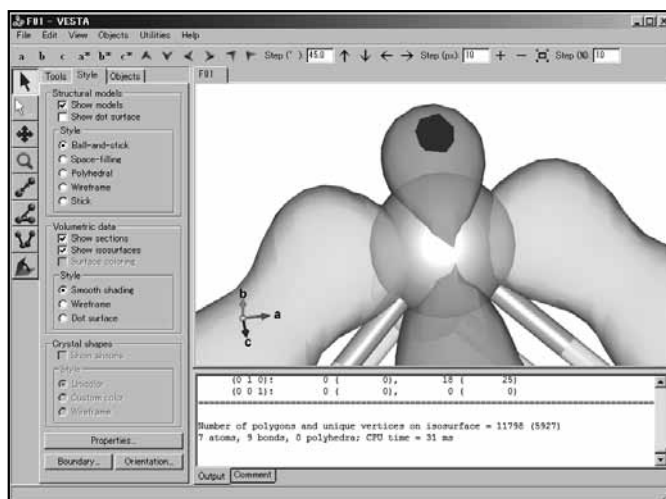 F01 - VESTA
File Edit View Objects Utilities Help
a b c a* b* c* Step (°): 45.0 Step (px): 10 Step (%): 10
Tools Style Objects
F01
Structural models
Show models
Show dot surface
Style
Ball-and-stick
Space-filling
Polyhedral
Wireframe
Stick
Volumetric data
Show sections
Show isosurfaces
Surface coloring
Style
Smooth shading
Wireframe
Dot surface
Crystal shapes
Show shapes
Style
Unicolor
Custom color
Wireframe
Properties...
Boundary... Orientation...
b
a
c
(0 1 0): 0 ( 0), 18 ( 25)
(0 0 1): 0 ( 0), 0 ( 0)
Number of polygons and unique vertices on isosurface = 11798 (5927)
7 atoms, 9 bonds, 0 polyhedra; CPU time = 31 ms
Output Comment